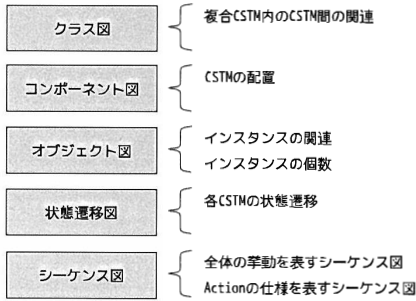 クラス図
複合CSTM内のCSTM間の関連
コンポーネント図
CSTMの配置
オブジェクト図
インスタンスの関連
インスタンスの個数
状態遷移図
各CSTMの状態遷移
シーケンス図
全体の挙動を表すシーケンス図
Actionの仕様を表すシーケンス図